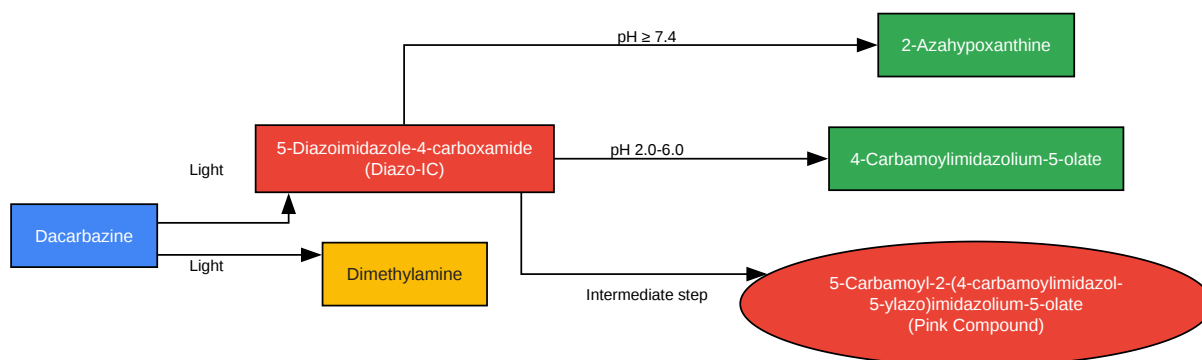 pH ≥ 7.4
2-Azahypoxanthine
5-Diazoimidazole-4-carboxamide
(Diazo-IC)
pH 2.0-6.0
4-Carbamoylimidazolium-5-olate
Light
Dacarbazine
Light
Dimethylamine
Intermediate step
5-Carbamoyl-2-(4-carbamoylimidazol-
5-ylazo)imidazolium-5-olate
(Pink Compound)